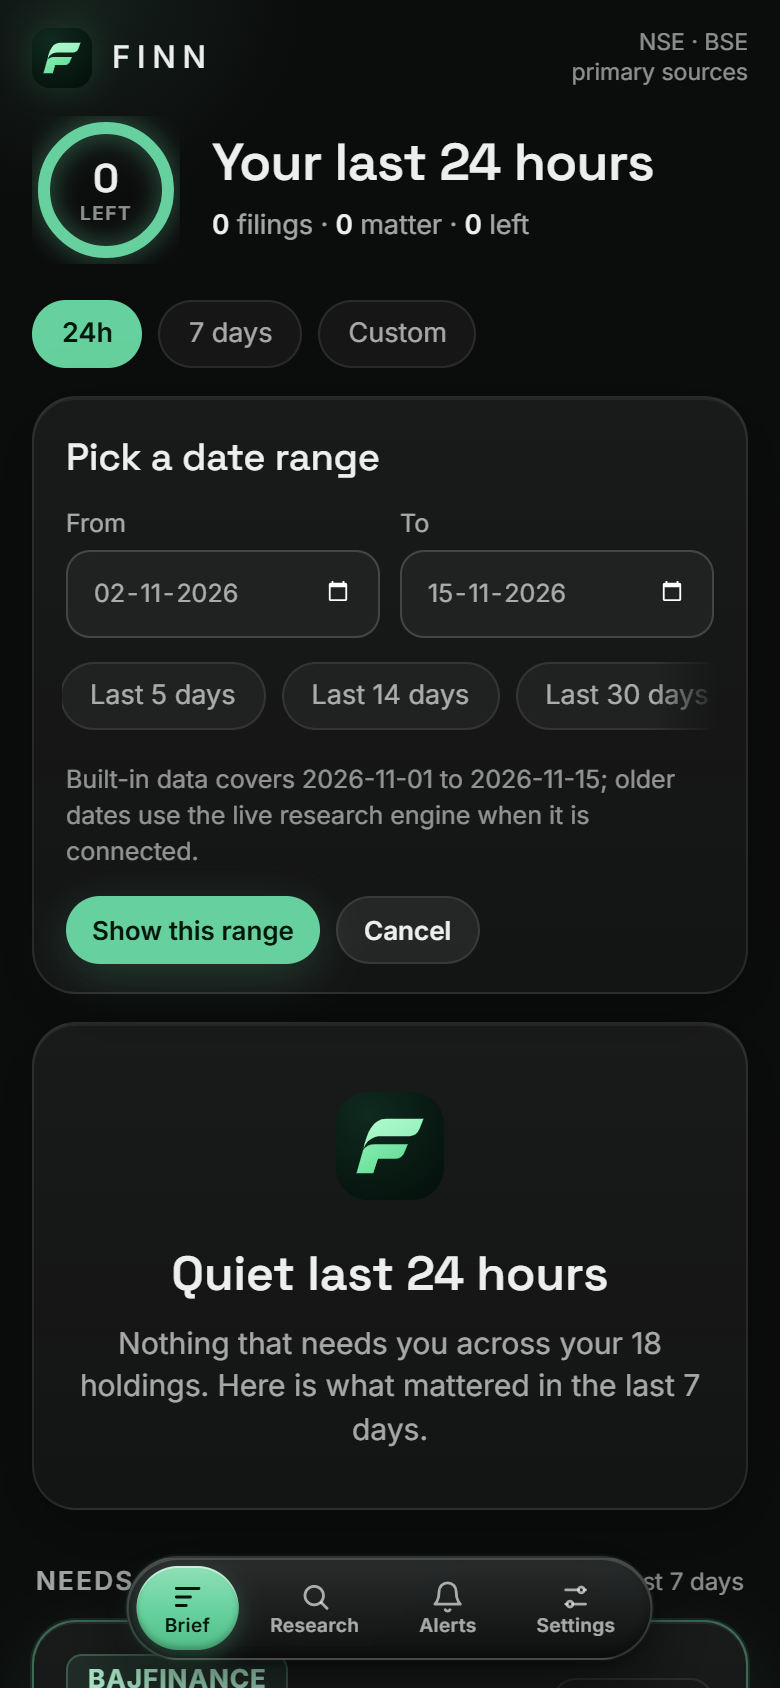 FINN
NSE · BSE
primary sources
0
LEFT
Your last 24 hours
0 filings · 0 matter · 0 left
24h
7 days
Custom
Pick a date range
From
To
02-11-2026
15-11-2026
Last 5 days
Last 14 days
Last 30 days
Built-in data covers 2026-11-01 to 2026-11-15; older
dates use the live research engine when it is
connected.
Show this range
Cancel
Quiet last 24 hours
Nothing that needs you across your 18
holdings. Here is what mattered in the last 7
days.
NEEDS
st 7 days
Brief
Research
Alerts
Settings
BAJFINANCE